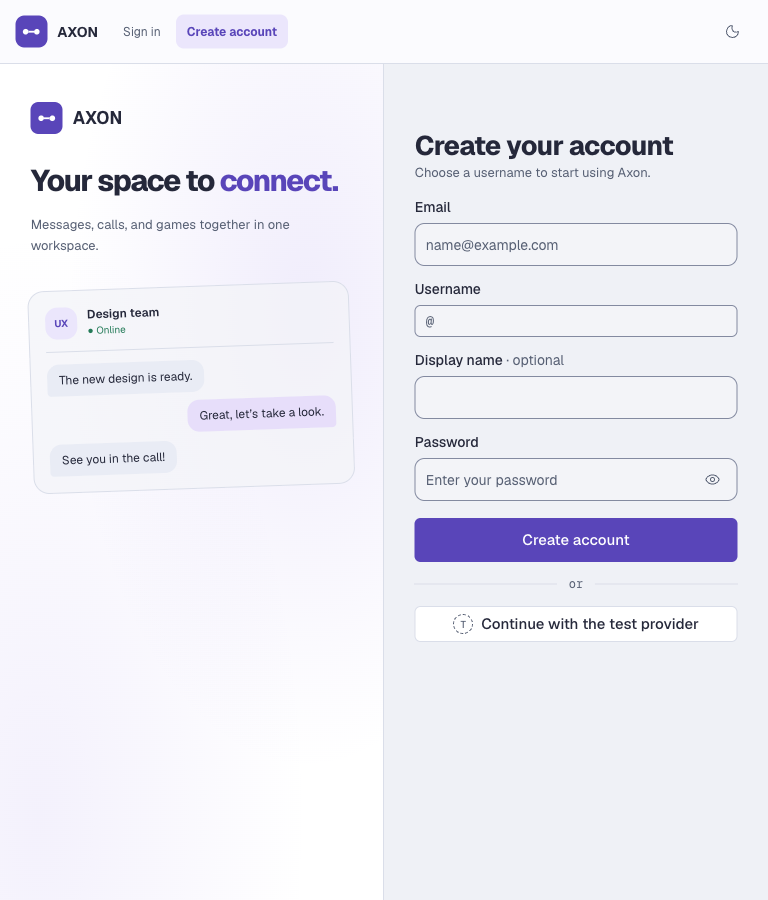 AXON
Sign in
Create account
AXON
Your space to connect.
Messages, calls, and games together in one
workspace.
UX
Design team
● Online
The new design is ready.
Great, let's take a look.
See you in the call!
Create your account
Choose a username to start using Axon.
Email
name@example.com
Username
@
Display name · optional
Password
Enter your password
Create account
or
T
Continue with the test provider